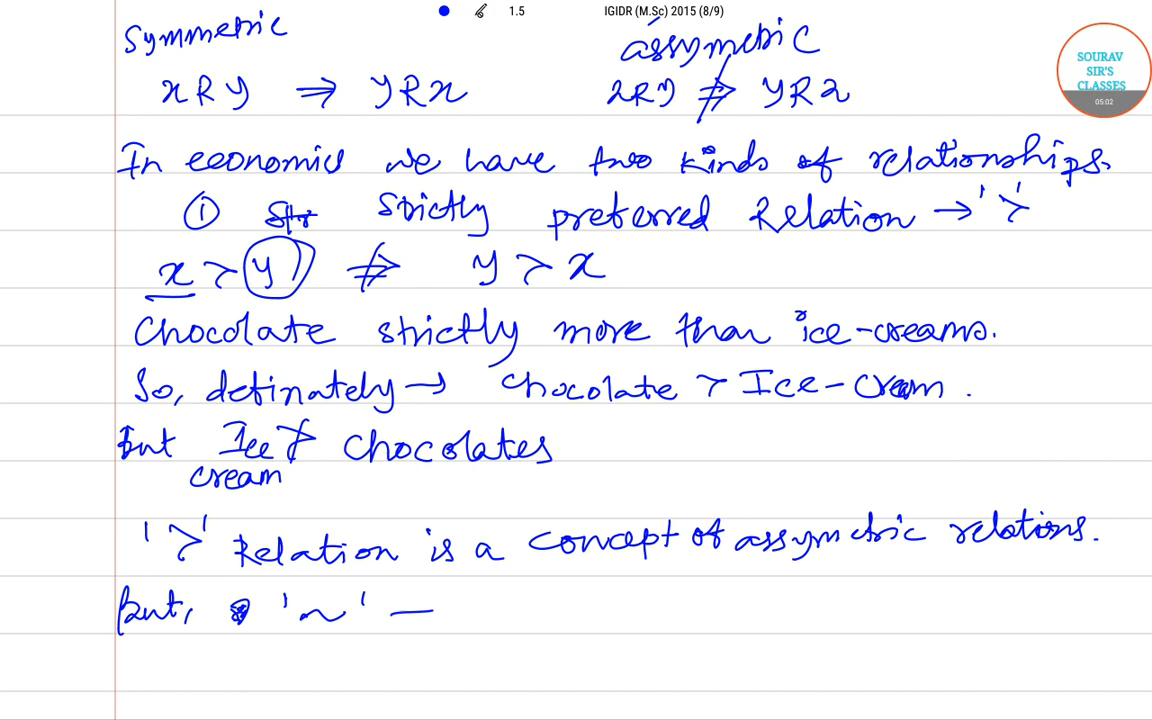 1.5 IGIDR (M.Sc) 2015 (8/9)
SOURAV
SIR'S
CLASSES
05:02
Symmetric assymetric
xRy ⇒ yRx xRy ⇏ yRx
In economics we have two kinds of relationships.
① Strictly preferred Relation → '≻'
x ≻ y ⇏ y ≻ x
Chocolate strictly more than ice-creams.
So, definately → Chocolate ≻ Ice-Cream.
but Ice ⊁ chocolates
cream
'≻' Relation is a concept of assymetric relations.
But, '~' —